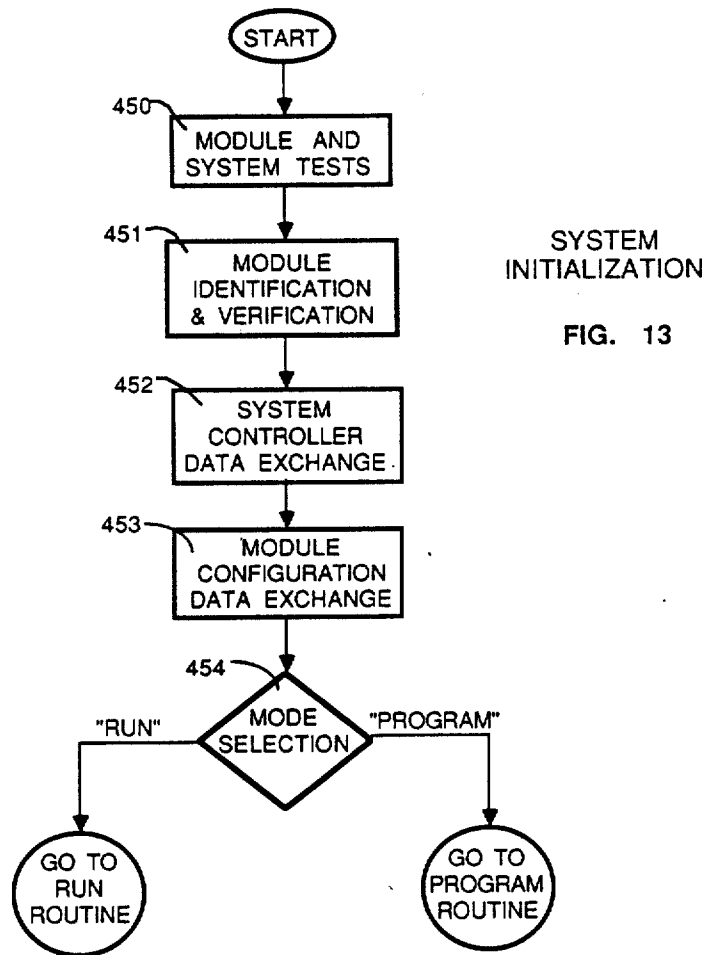 START
450
MODULE AND
SYSTEM TESTS
451
MODULE
IDENTIFICATION
& VERIFICATION
SYSTEM
INITIALIZATION
FIG. 13
452
SYSTEM
CONTROLLER
DATA EXCHANGE
453
MODULE
CONFIGURATION
DATA EXCHANGE
454
MODE
SELECTION
"RUN"
"PROGRAM"
GO TO
RUN
ROUTINE
GO TO
PROGRAM
ROUTINE